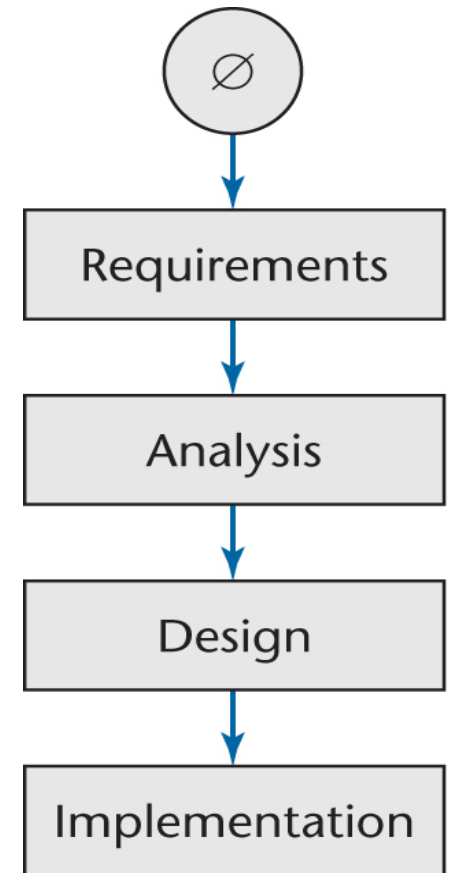 ∅
Requirements
Analysis
Design
Implementation